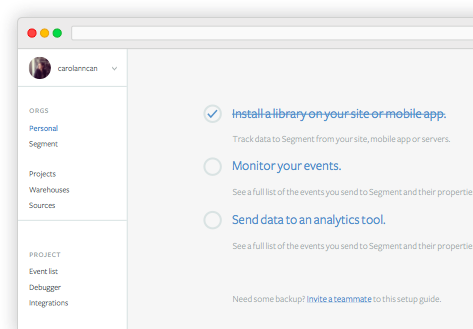 carolanncan
ORGS
Personal
Segment
Projects
Warehouses
Sources
PROJECT
Event list
Debugger
Integrations
Install a library on your site or mobile app.
Track data to Segment from your site, mobile app or servers.
Monitor your events.
See a full list of the events you send to Segment and their propertie
Send data to an analytics tool.
See a full list of the events you send to Segment and their propertie
Need some backup? Invite a teammate to this setup guide.